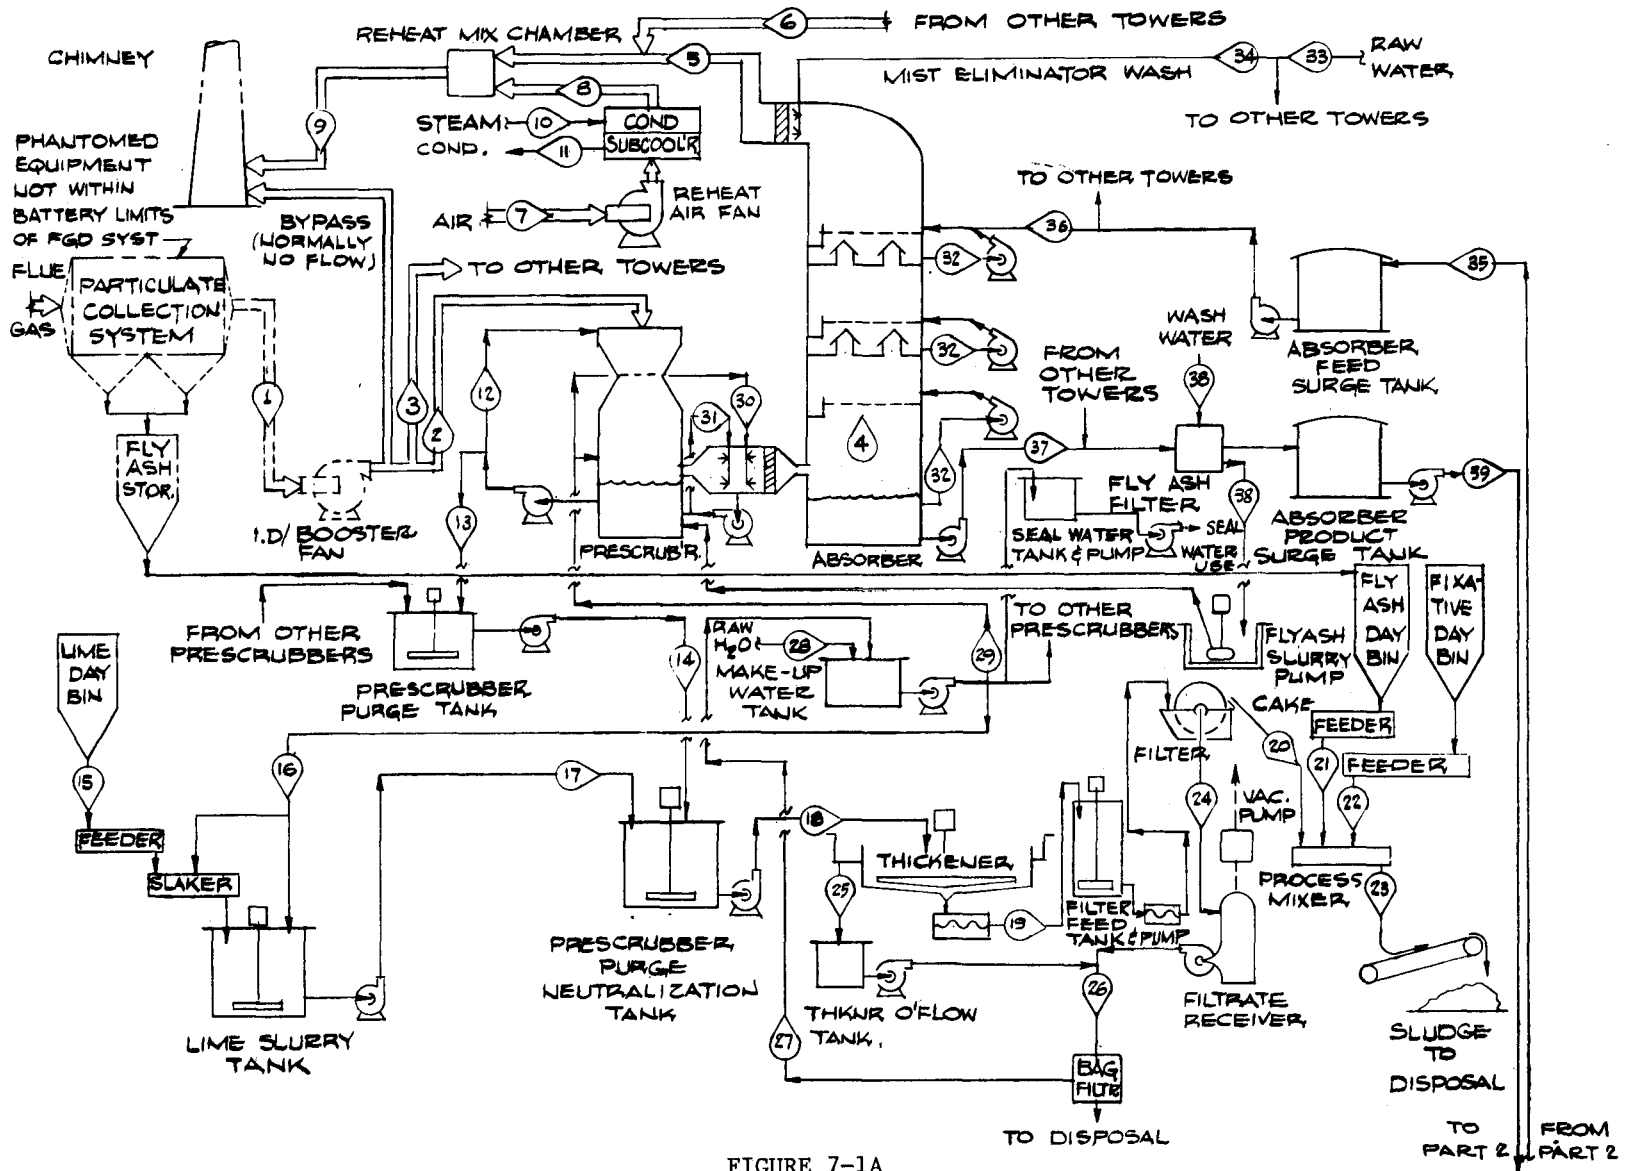 FROM OTHER TOWERS
6
REHEAT MIX CHAMBER
5
34
33
RAW
WATER
CHIMNEY
MIST ELIMINATOR WASH
TO OTHER TOWERS
8
9
STEAM
10
COND
COND.
11
SUBCOOL'R
PHANTOMED
EQUIPMENT
NOT WITHIN
BATTERY LIMITS
OF FGD SYST
BYPASS
(NORMALLY
NO FLOW)
AIR
7
REHEAT
AIR FAN
TO OTHER TOWERS
36
32
35
FLUE
GAS
PARTICULATE
COLLECTION
SYSTEM
TO OTHER TOWERS
WASH
WATER
ABSORBER
FEED
SURGE TANK
32
FROM
OTHER
TOWERS
38
1
3
2
12
31
30
4
32
37
39
FLY
ASH
STOR.
I.D/BOOSTER
FAN
13
PRESCRUB'R.
ABSORBER
SEAL WATER
TANK & PUMP
SEAL
WATER
USE
FLY ASH
FILTER
38
ABSORBER
PRODUCT
SURGE TANK
FROM OTHER
PRESCRUBBERS
PRESCRUBBER
PURGE TANK
14
RAW
H2O
28
MAKE-UP
WATER
TANK
29
TO OTHER
PRESCRUBBERS
FLYASH
SLURRY
PUMP
FLY
ASH
DAY
BIN
FIXA-
TIVE
DAY
BIN
LIME
DAY
BIN
15
16
17
FEEDER
SLAKER
LIME SLURRY
TANK
PRESCRUBBER
PURGE
NEUTRALIZATION
TANK
18
THICKENER
25
19
THKNR O'FLOW
TANK.
27
FILTER
FEED
TANK & PUMP
FILTER
CAKE
20
24
VAC.
PUMP
FEEDER
21
FEEDER
22
PROCESS
MIXER
23
26
FILTRATE
RECEIVER
BAG
FILTR
TO DISPOSAL
SLUDGE
TO
DISPOSAL
TO
PART 2
FROM
PART 2
FIGURE 7-1A